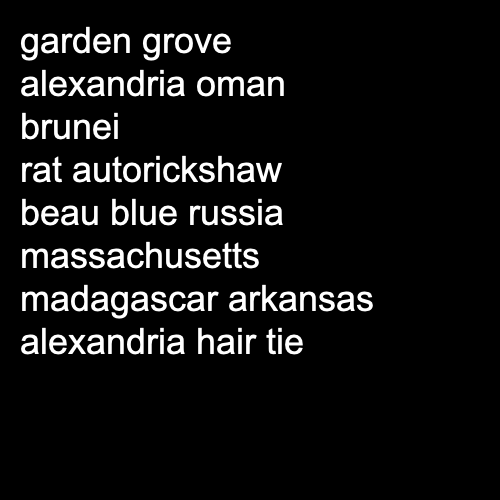 garden grove
alexandria oman
brunei
rat autorickshaw
beau blue russia
massachusetts
madagascar arkansas
alexandria hair tie